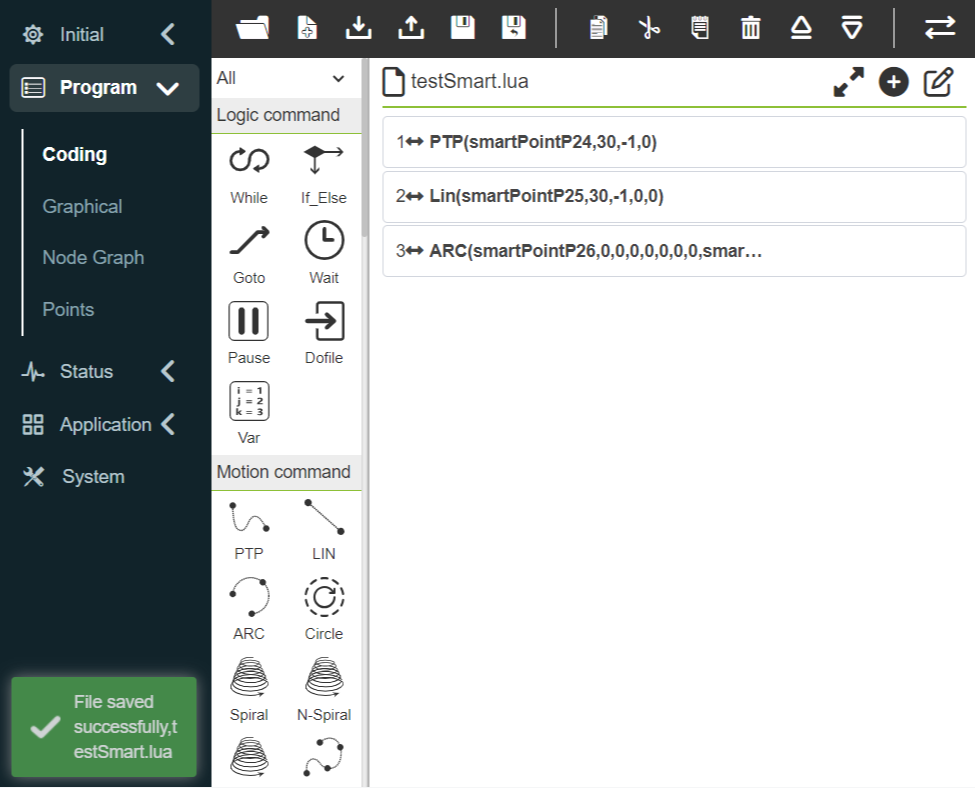 Initial
Program
Coding
Graphical
Node Graph
Points
Status
Application
System
File saved
successfully,t
estSmart.lua
All
Logic command
While If_Else
Goto Wait
Pause Dofile
i = 1
j = 2
k = 3
Var
Motion command
PTP LIN
ARC Circle
Spiral N-Spiral
testSmart.lua
1 PTP(smartPointP24,30,-1,0)
2 Lin(smartPointP25,30,-1,0,0)
3 ARC(smartPointP26,0,0,0,0,0,0,0,smar…